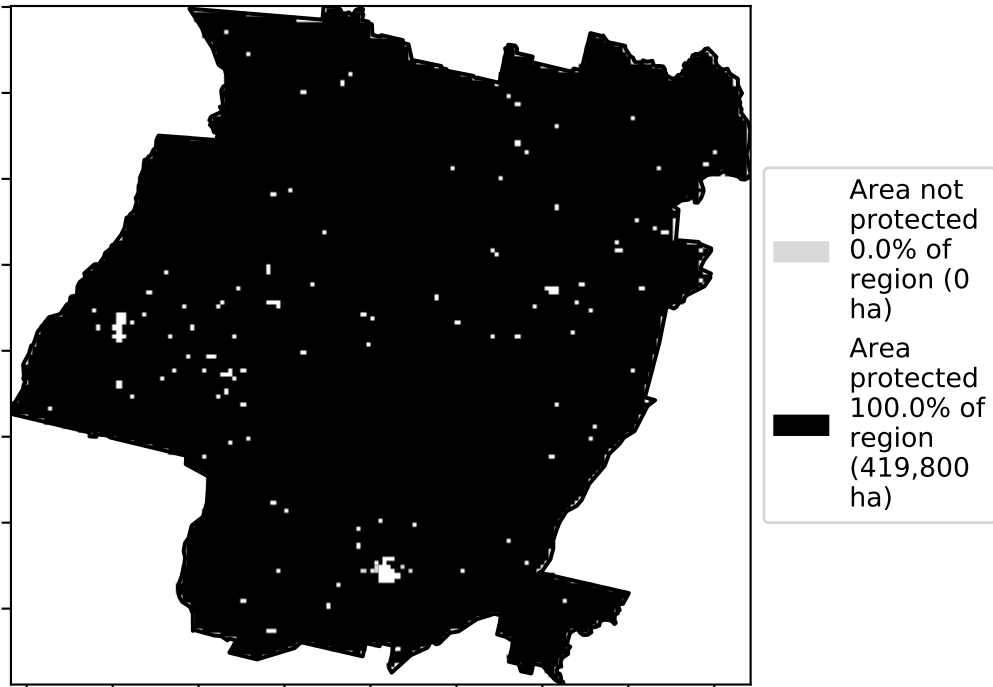 Area not
protected
0.0% of
region (0
ha)
Area
protected
100.0% of
region
(419,800
ha)